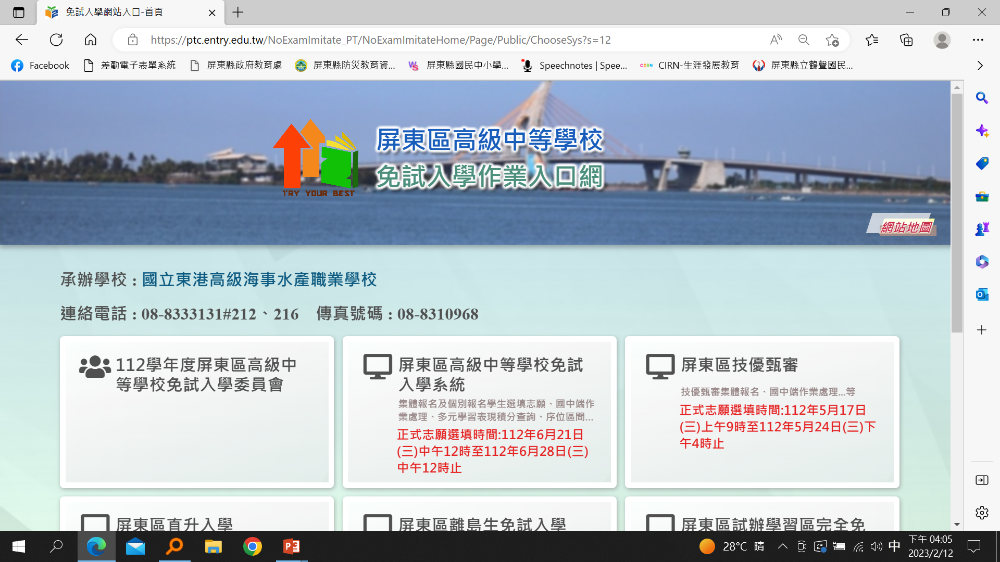 免試入學網站入口-首頁
https://ptc.entry.edu.tw/NoExamImitate_PT/NoExamImitateHome/Page/Public/ChooseSys?s=12
Facebook
差勤電子表單系統
屏東縣政府教育處
屏東縣防災教育資...
屏東縣國民中小學...
Speechnotes | Spee...
CIRN
CIRN-生涯發展教育
屏東縣立鶴聲國民...
屏東區高級中等學校
免試入學作業入口網
TRY YOUR BEST
網站地圖
承辦學校 : 國立東港高級海事水產職業學校
連絡電話 : 08-8333131#212、216 傳真號碼 : 08-8310968
112學年度屏東區高級中
等學校免試入學委員會
屏東區高級中等學校免試
入學系統
集體報名及個別報名學生選填志願、國中端作
業處理、多元學習表現積分查詢、序位區間...
正式志願選填時間:112年6月21日
(三)中午12時至112年6月28日(三)
中午12時止
屏東區技優甄審
技優甄審集體報名、國中端作業處理...等
正式志願選填時間:112年5月17日
(三)上午9時至112年5月24日(三)下
午4時止
屏東區直升入學
屏東區離島生免試入學
屏東區試辦學習區完全免
28°C 晴
中
下午 04:05
2023/2/12